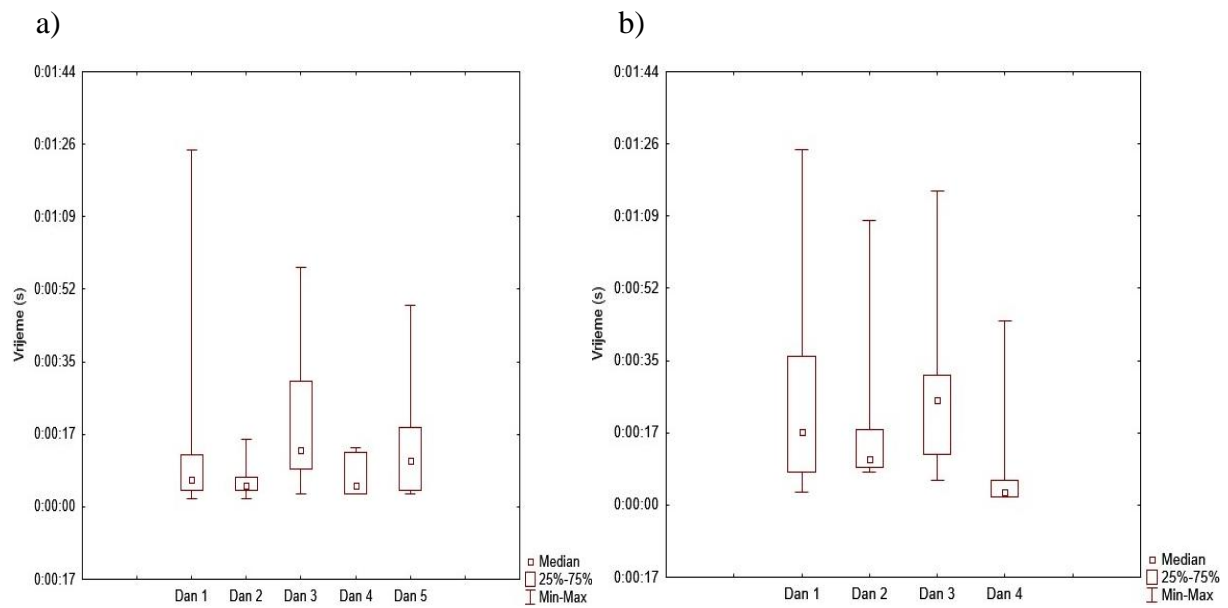 a)
0:01:44
0:01:26
0:01:09
0:00:52
0:00:35
0:00:17
0:00:00
0:00:17
Vrijeme (s)
Dan 1 Dan 2 Dan 3 Dan 4 Dan 5
Median
25%-75%
Min-Max
b)
0:01:44
0:01:26
0:01:09
0:00:52
0:00:35
0:00:17
0:00:00
0:00:17
Vrijeme (s)
Dan 1 Dan 2 Dan 3 Dan 4
Median
25%-75%
Min-Max